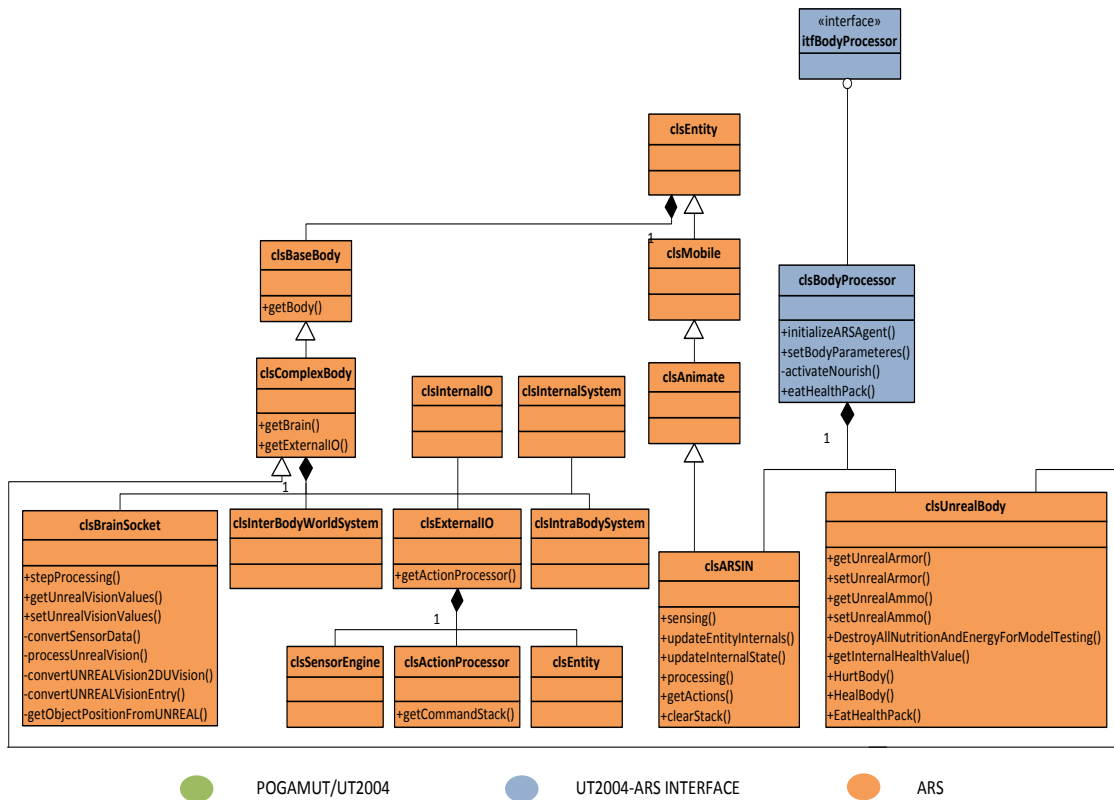 «interface»
itfBodyProcessor
clsEntity
1
clsBaseBody
+getBody()
clsMobile
clsBodyProcessor
+initializeARSAgent()
+setBodyParameteres()
-activateNourish()
+eatHealthPack()
1
clsComplexBody
+getBrain()
+getExternalIO()
1
clsInternalIO
clsInternalSystem
clsAnimate
clsBrainSocket
+stepProcessing()
+getUnrealVisionValues()
+setUnrealVisionValues()
-convertSensorData()
-processUnrealVision()
-convertUNREALVision2DUVision()
-convertUNREALVisionEntry()
-getObjectPositionFromUNREAL()
clsInterBodyWorldSystem
clsExternalIO
+getActionProcessor()
1
clsIntraBodySystem
clsSensorEngine
clsActionProcessor
+getCommandStack()
clsEntity
clsARSIN
+sensing()
+updateEntityInternals()
+updateInternalState()
+processing()
+getActions()
+clearStack()
clsUnrealBody
+getUnrealArmor()
+setUnrealArmor()
+getUnrealAmmo()
+setUnrealAmmo()
+DestroyAllNutritionAndEnergyForModelTesting()
+getInternalHealthValue()
+HurtBody()
+HealBody()
+EatHealthPack()
POGAMUT/UT2004
UT2004-ARS INTERFACE
ARS